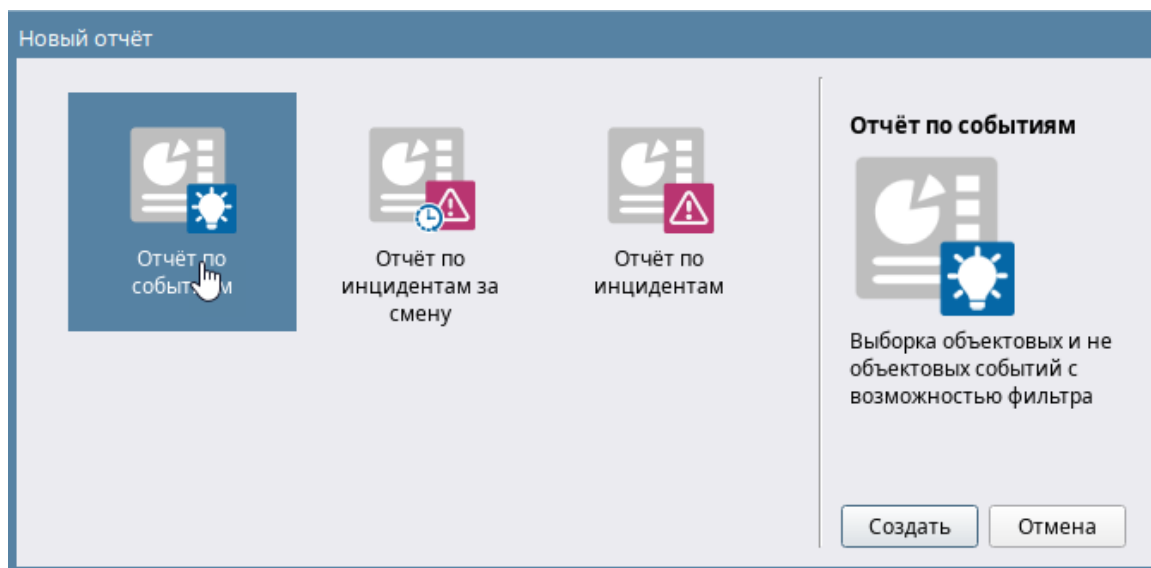 Новый отчёт
Отчёт по
Отчёт по
инцидентам за
смену
Отчёт по
инцидентам
Отчёт по событиям
Выборка объектовых и не
объектовых событий с
возможностью фильтра
Создать
Отмена